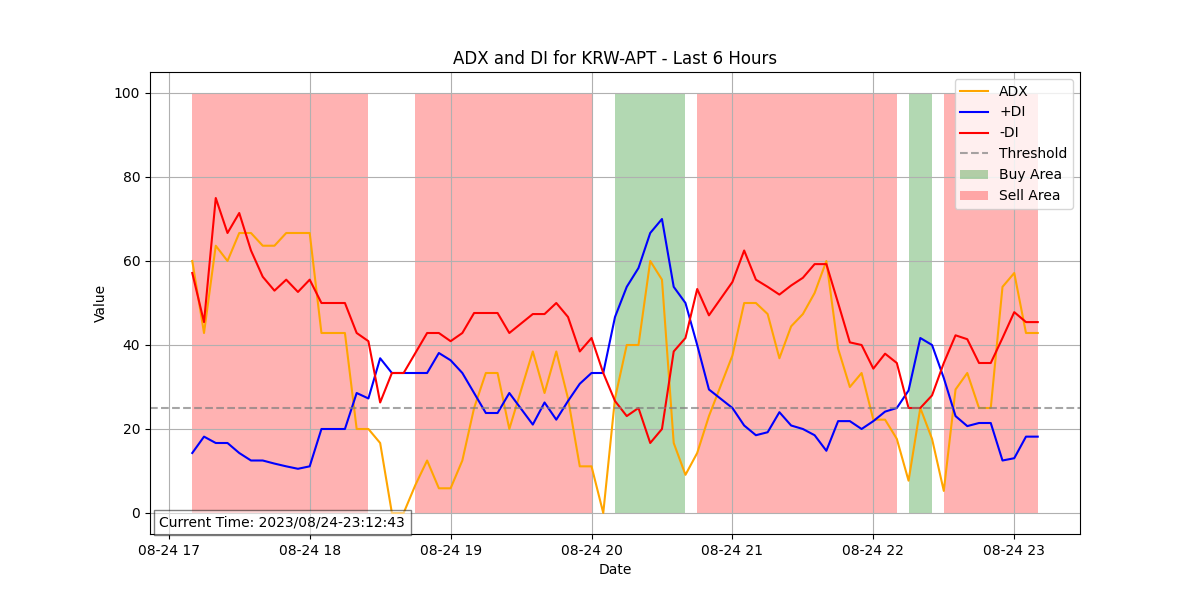 ADX and DI for KRW-APT - Last 6 Hours
ADX
+DI
-DI
Threshold
Buy Area
Sell Area
100
80
60
40
20
0
Value
Current Time: 2023/08/24-23:12:43
08-24 17 08-24 18 08-24 19 08-24 20 08-24 21 08-24 22 08-24 23
Date